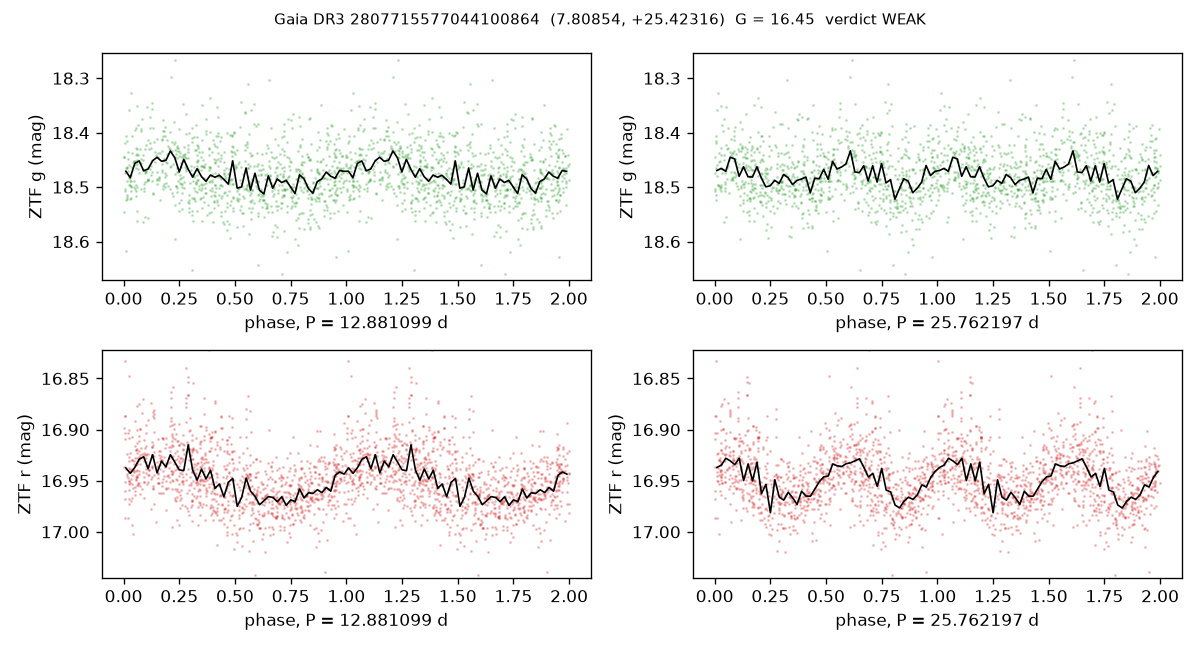 Gaia DR3 2807715577044100864 (7.80854, +25.42316) G = 16.45 verdict WEAK
ZTF g (mag)
18.3
18.4
18.5
18.6
0.00 0.25 0.50 0.75 1.00 1.25 1.50 1.75 2.00
phase, P = 12.881099 d
ZTF g (mag)
18.3
18.4
18.5
18.6
0.00 0.25 0.50 0.75 1.00 1.25 1.50 1.75 2.00
phase, P = 25.762197 d
ZTF r (mag)
16.85
16.90
16.95
17.00
0.00 0.25 0.50 0.75 1.00 1.25 1.50 1.75 2.00
phase, P = 12.881099 d
ZTF r (mag)
16.85
16.90
16.95
17.00
0.00 0.25 0.50 0.75 1.00 1.25 1.50 1.75 2.00
phase, P = 25.762197 d